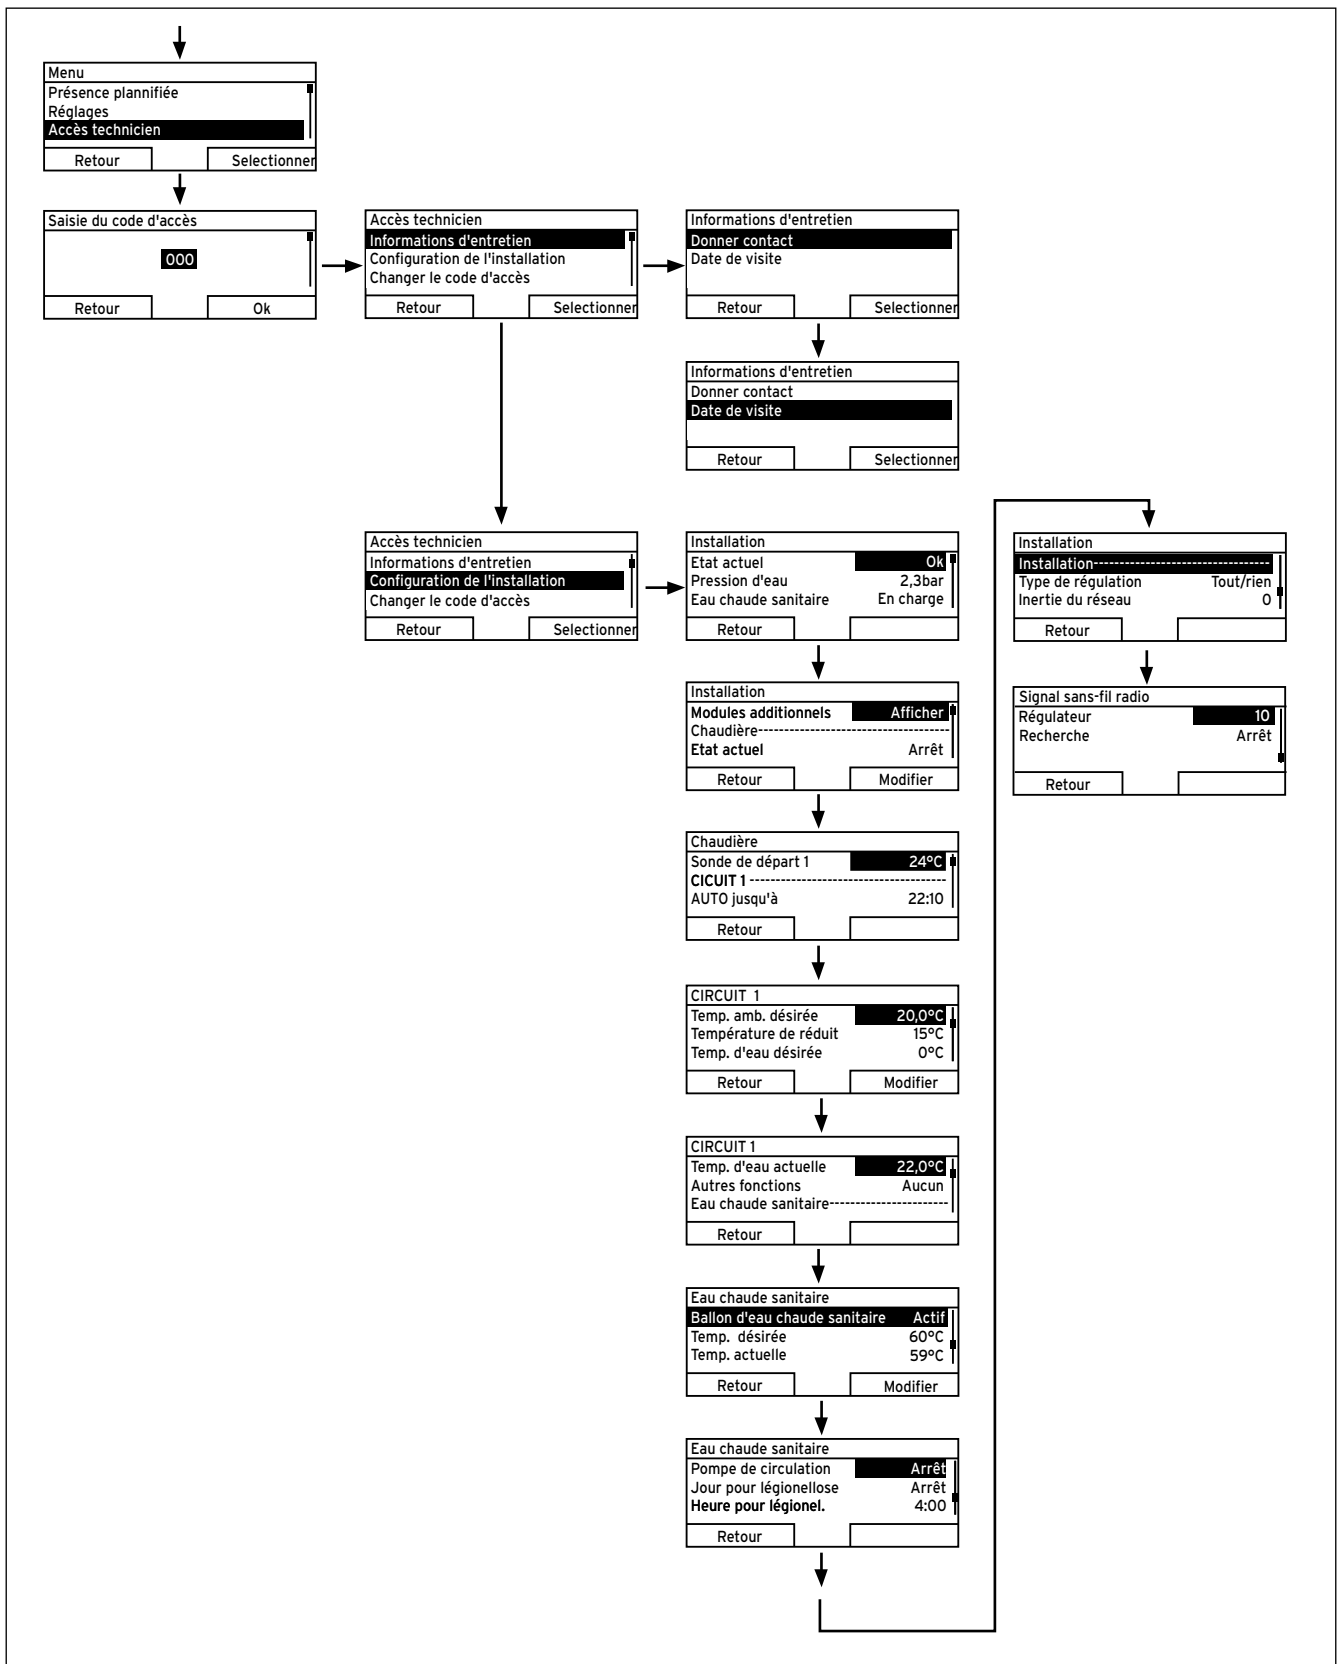 Menu
Présence plannifiée
Réglages
Accès technicien
Retour Selectionner
Saisie du code d'accès
000
Retour Ok
Accès technicien
Informations d'entretien
Configuration de l'installation
Changer le code d'accès
Retour Selectionner
Informations d'entretien
Donner contact
Date de visite
Retour Selectionner
Informations d'entretien
Donner contact
Date de visite
Retour Selectionner
Accès technicien
Informations d'entretien
Configuration de l'installation
Changer le code d'accès
Retour Selectionner
Installation
Etat actuel Ok
Pression d'eau 2,3bar
Eau chaude sanitaire En charge
Retour
Installation
Modules additionnels Afficher
Chaudière------------------------------------
Etat actuel Arrêt
Retour Modifier
Chaudière
Sonde de départ 1 24°C
CICUIT 1 -------------------------------------
AUTO jusqu'à 22:10
Retour
CIRCUIT 1
Temp. amb. désirée 20,0°C
Température de réduit 15°C
Temp. d'eau désirée 0°C
Retour Modifier
CIRCUIT 1
Temp. d'eau actuelle 22,0°C
Autres fonctions Aucun
Eau chaude sanitaire----------------------
Retour
Eau chaude sanitaire
Ballon d'eau chaude sanitaire Actif
Temp. désirée 60°C
Temp. actuelle 59°C
Retour Modifier
Eau chaude sanitaire
Pompe de circulation Arrêt
Jour pour légionellose Arrêt
Heure pour légionel. 4:00
Retour
Installation
Installation---------------------------------
Type de régulation Tout/rien
Inertie du réseau 0
Retour
Signal sans-fil radio
Régulateur 10
Recherche Arrêt
Retour